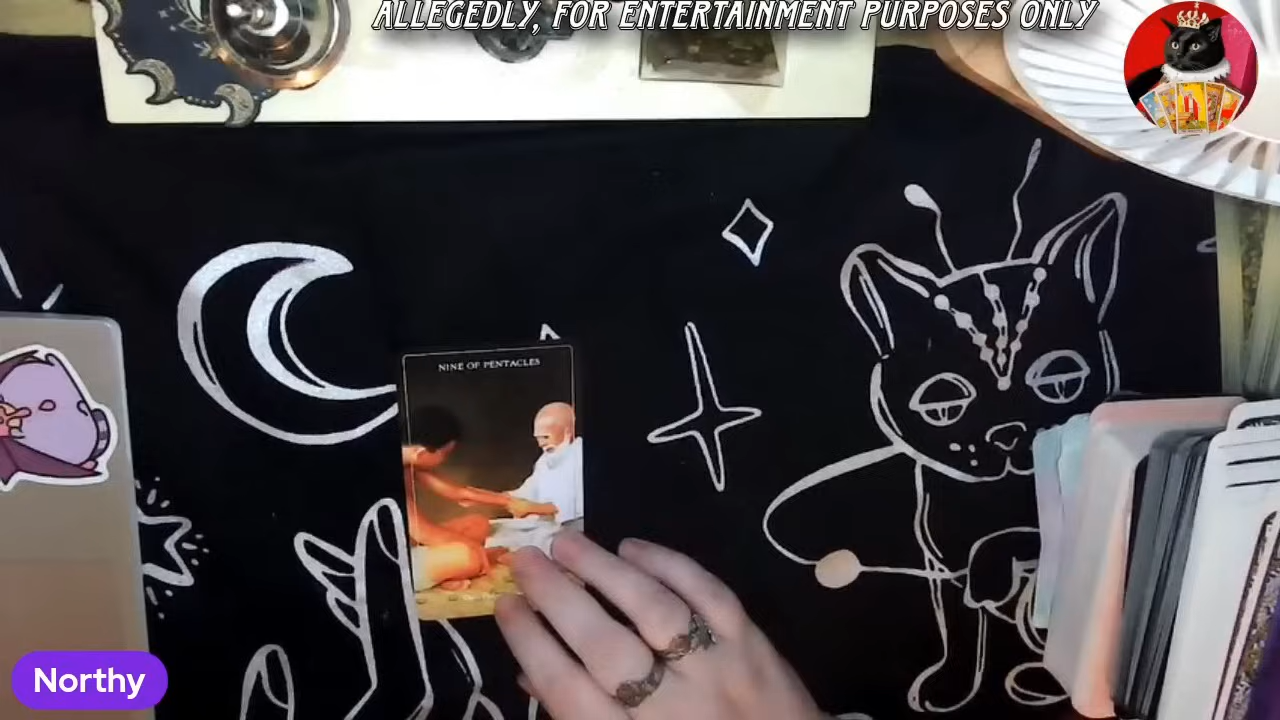 ALLEGEDLY, FOR ENTERTAINMENT PURPOSES ONLY
NINE OF PENTACLES
Northy